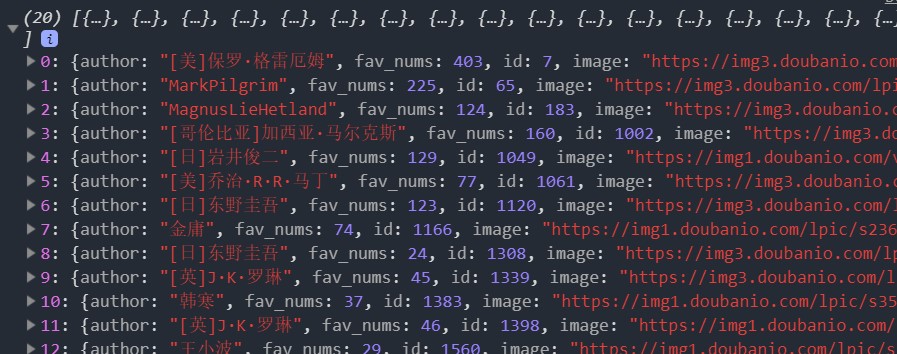 (20) [{…}, {…}, {…}, {…}, {…}, {…}, {…}, {…}, {…}, {…}, {…}, {…}, {…}, {…}, {…}, {…
] i
0: {author: "[美]保罗·格雷厄姆", fav_nums: 403, id: 7, image: "https://img3.doubanio.com
1: {author: "MarkPilgrim", fav_nums: 225, id: 65, image: "https://img3.doubanio.com/lpi
2: {author: "MagnusLieHetland", fav_nums: 124, id: 183, image: "https://img3.doubanio.
3: {author: "[哥伦比亚]加西亚·马尔克斯", fav_nums: 160, id: 1002, image: "https://img3.do
4: {author: "[日]岩井俊二", fav_nums: 129, id: 1049, image: "https://img1.doubanio.com/v
5: {author: "[美]乔治·R·R·马丁", fav_nums: 77, id: 1061, image: "https://img3.doubanio.c
6: {author: "[日]东野圭吾", fav_nums: 123, id: 1120, image: "https://img3.doubanio.com/l
7: {author: "金庸", fav_nums: 74, id: 1166, image: "https://img1.doubanio.com/lpic/s236
8: {author: "[日]东野圭吾", fav_nums: 24, id: 1308, image: "https://img3.doubanio.com/lp
9: {author: "[英]J·K·罗琳", fav_nums: 45, id: 1339, image: "https://img3.doubanio.com/l
10: {author: "韩寒", fav_nums: 37, id: 1383, image: "https://img1.doubanio.com/lpic/s35
11: {author: "[英]J·K·罗琳", fav_nums: 46, id: 1398, image: "https://img1.doubanio.com/
12: {author: "王小波", fav_nums: 29, id: 1560, image: "https://img1.doubanio.com/lpic/s